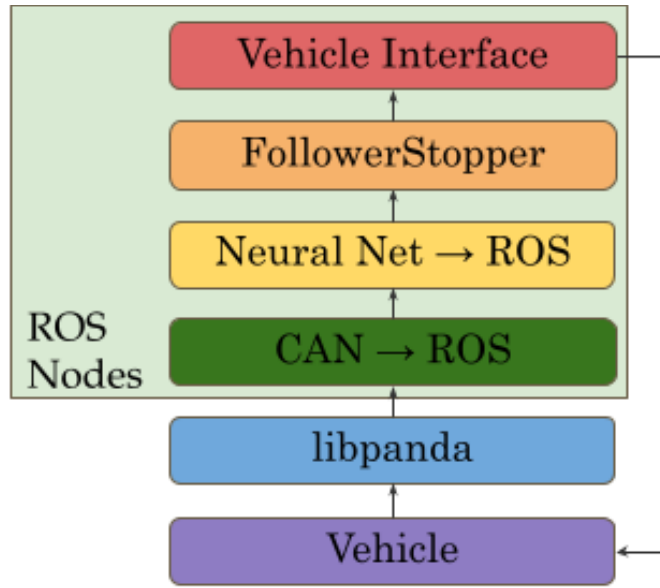 Vehicle Interface
FollowerStopper
Neural Net → ROS
CAN → ROS
ROS
Nodes
libpanda
Vehicle